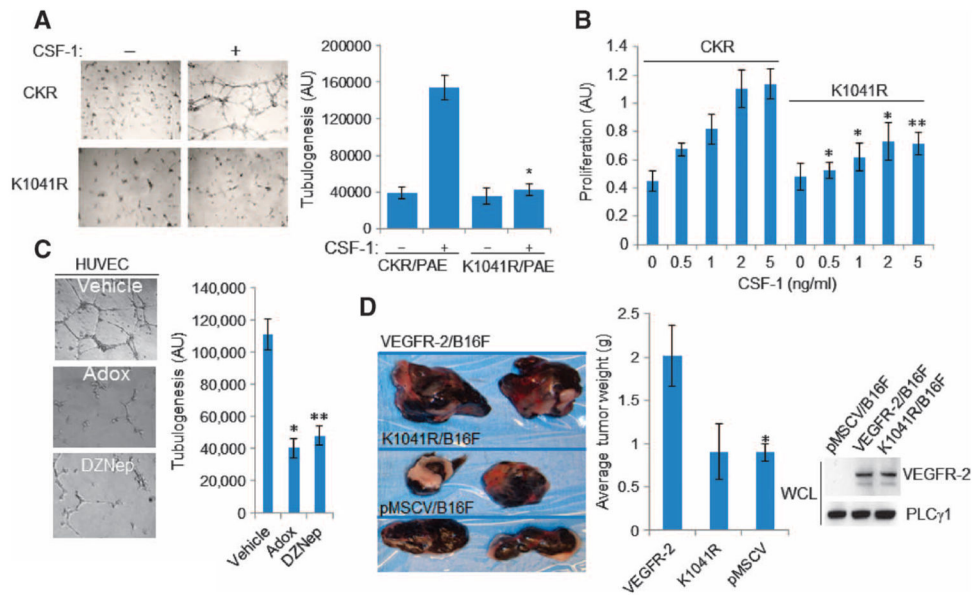 A
CSF-1: – +
CKR
K1041R
Tubulogenesis (AU)
200000
160000
120000
80000
40000
0
*
CSF-1: – + – +
CKR/PAE K1041R/PAE
B
Proliferation (AU)
1.4
1.2
1
0.8
0.6
0.4
0.2
0
CKR
K1041R
* * * **
0 0.5 1 2 5 0 0.5 1 2 5
CSF-1 (ng/ml)
C
HUVEC
Vehicle
Adox
DZNep
Tubulogenesis (AU)
140,000
120,000
100,000
80,000
60,000
40,000
20,000
0
* **
Vehicle
Adox
DZNep
D
VEGFR-2/B16F
K1041R/B16F
pMSCV/B16F
Average tumor weight (g)
2.5
2
1.5
1
0.5
0
*
VEGFR-2
K1041R
pMSCV
pMSCV/B16F
VEGFR-2/B16F
K1041R/B16F
WCL
VEGFR-2
PLCγ1